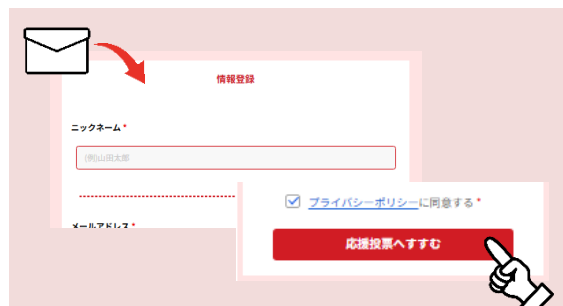 情報登録
ニックネーム*
(例)山田太郎
メールアドレス*
プライバシーポリシーに同意する*
応援投票へすすむ